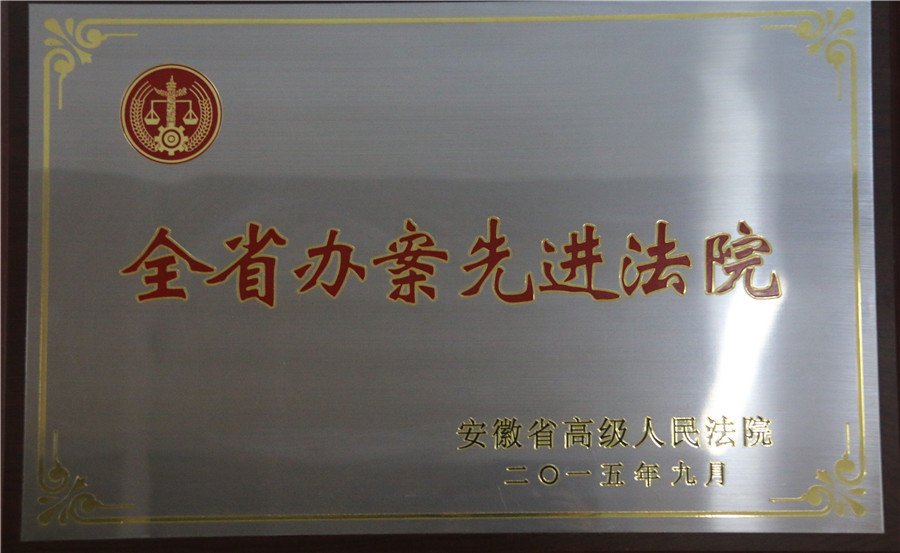 全省办案先进法院
安徽省高级人民法院
二〇一五年九月